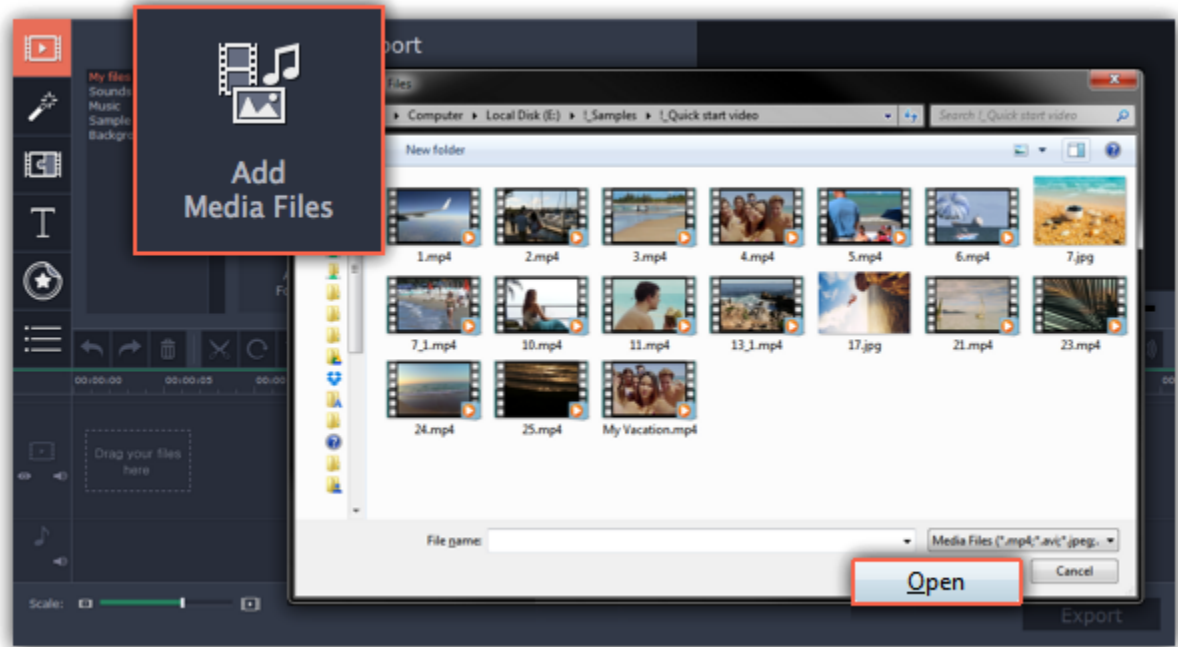 port
Add
Media Files
My files
Sounds
Music
Sample
Files
Computer
Local Disk (E:)
!_Samples
!_Quick start video
Search !_Quick start video
New folder
1.mp4
2.mp4
3.mp4
4.mp4
5.mp4
6.mp4
7.jpg
7_1.mp4
10.mp4
11.mp4
13_1.mp4
17.jpg
21.mp4
23.mp4
24.mp4
25.mp4
My Vacation.mp4
00:00:00
00:00:05
Drag your files
here
File name:
Media Files (*.mp4;*.avi;*.jpeg;.
Open
Cancel
Scale:
Export